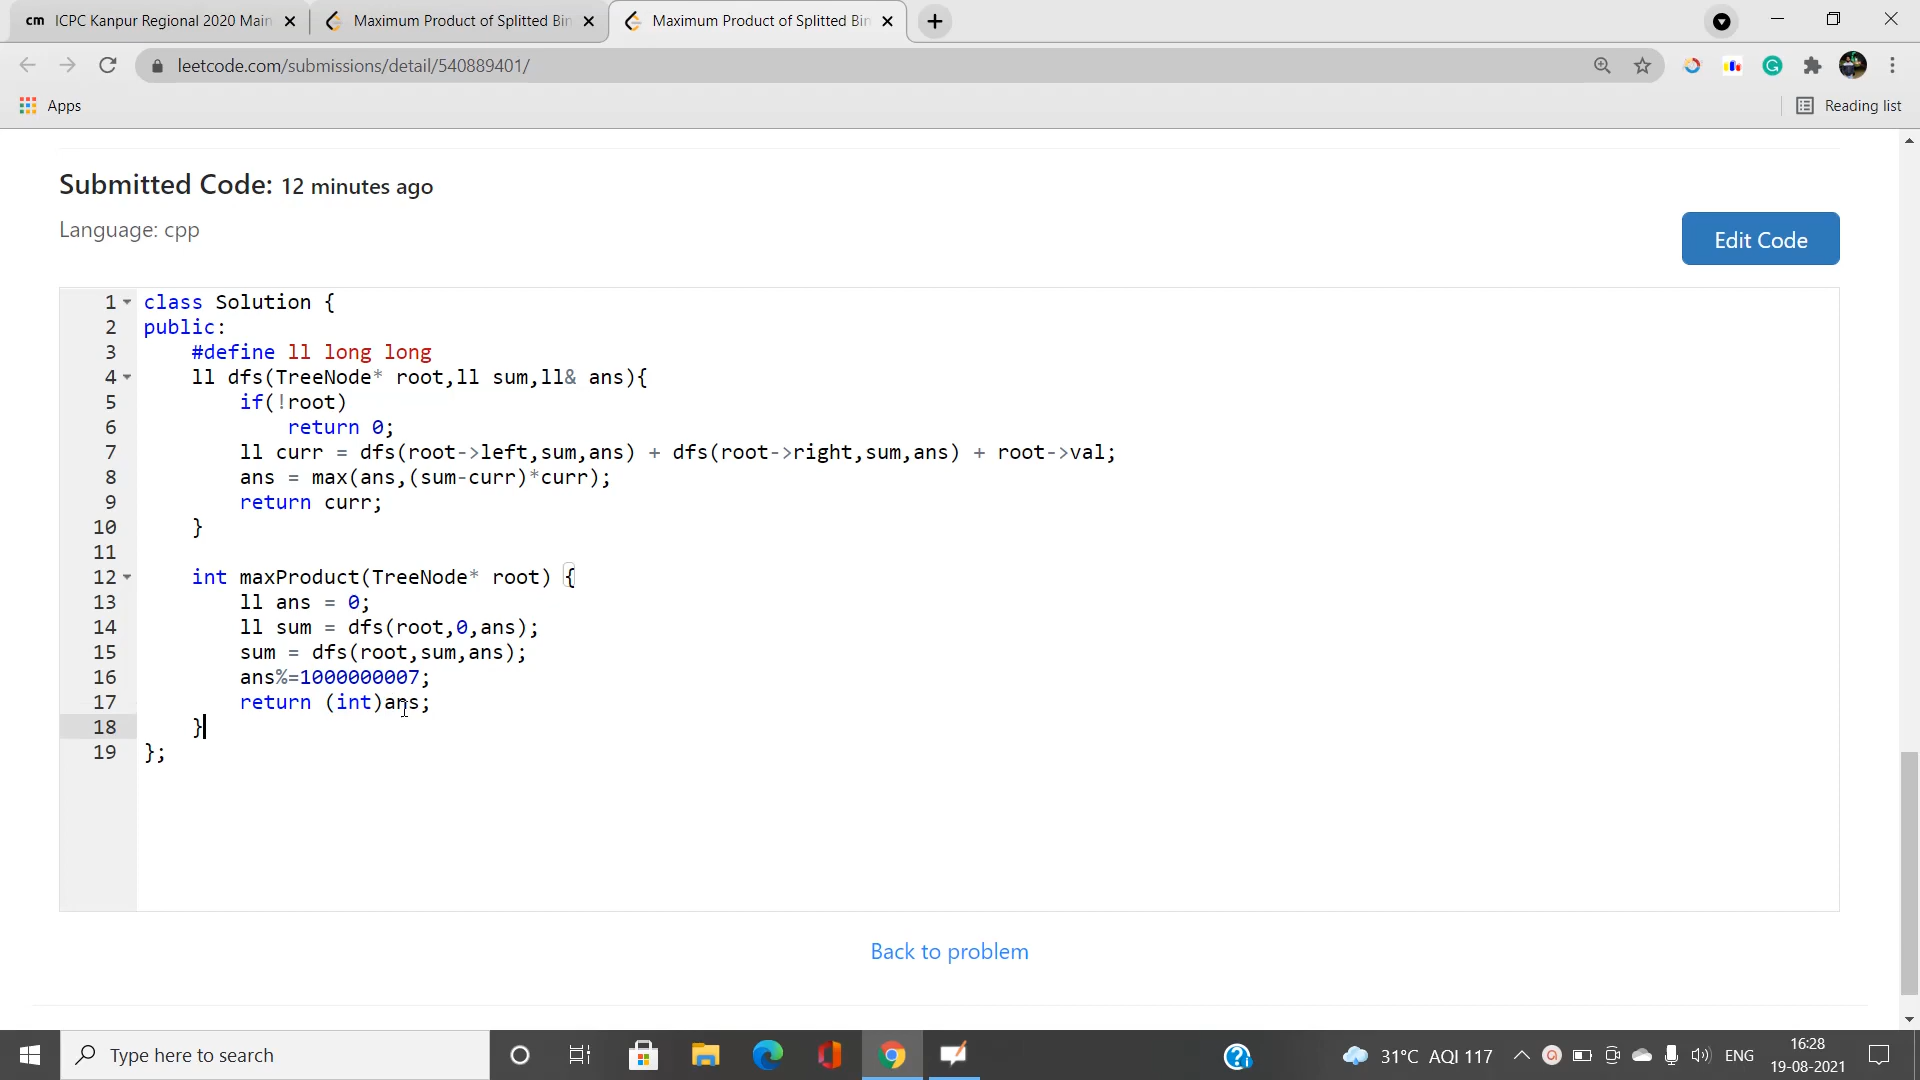 cm ICPC Kanpur Regional 2020 Main
Maximum Product of Splitted Bin
Maximum Product of Splitted Bin
leetcode.com/submissions/detail/540889401/
Apps
Reading list
Submitted Code: 12 minutes ago
Language: cpp
Edit Code
1 class Solution {
2 public:
3 #define ll long long
4 ll dfs(TreeNode* root,ll sum,ll& ans){
5 if(!root)
6 return 0;
7 ll curr = dfs(root->left,sum,ans) + dfs(root->right,sum,ans) + root->val;
8 ans = max(ans,(sum-curr)*curr);
9 return curr;
10 }
11
12 int maxProduct(TreeNode* root) {
13 ll ans = 0;
14 ll sum = dfs(root,0,ans);
15 sum = dfs(root,sum,ans);
16 ans%=1000000007;
17 return (int)ans;
18 }
19 };
Back to problem
Type here to search
31°C AQI 117
ENG
16:28
19-08-2021